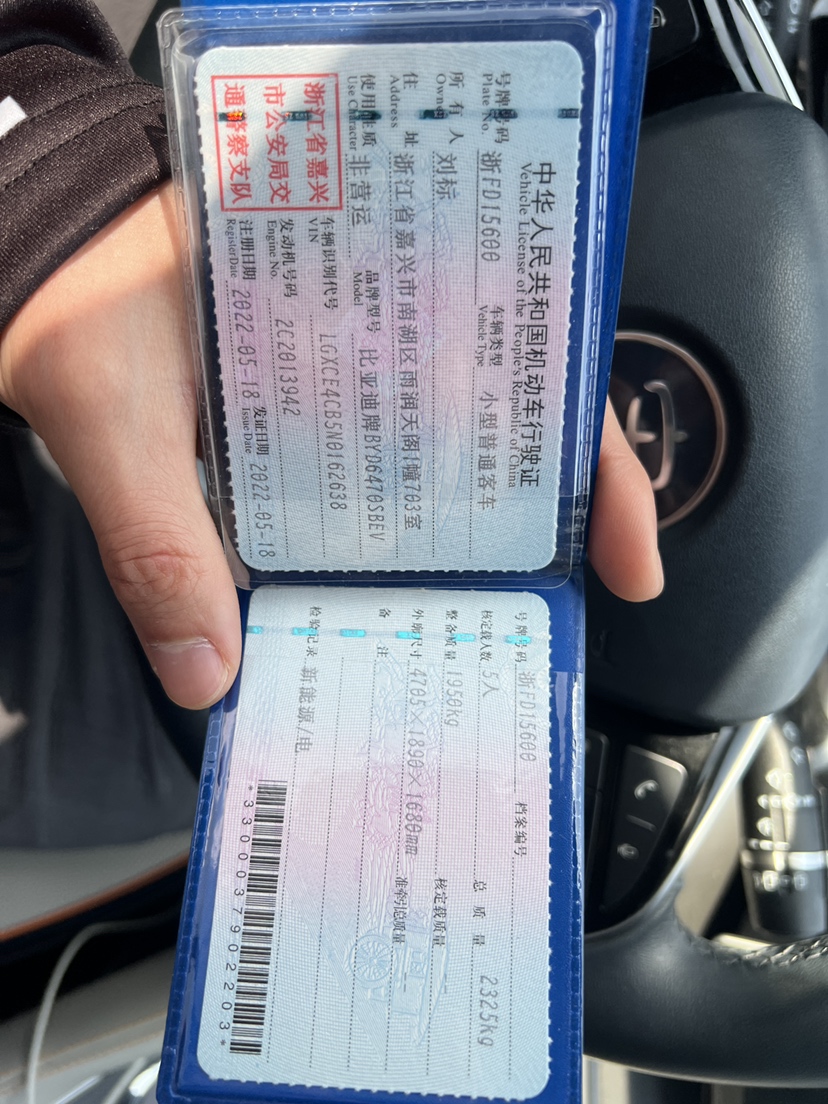 中华人民共和国机动车行驶证
Vehicle License of the People's Republic of China
号牌号码 浙FD15600 车辆类型 小型普通客车
Plate No. Vehicle Type
所有人 刘标
Owner
住址 浙江省嘉兴市南湖区雨润天阁1幢703室
Address
使用性质 非营运 品牌型号 比亚迪牌BYD6470SBEV
Use Character Model
浙江省嘉兴
市公安局交
通警察支队
车辆识别代号 LGXCE4CB5N0162638
VIN
发动机号码 2C2013942
Engine No.
注册日期 2022-05-18 发证日期 2022-05-18
Register Date Issue Date
号牌号码 浙FD15600 档案编号
核定载人数 5人 总质量 2325kg
整备质量 1950kg 核定载质量
外廓尺寸 4705×1890×1680mm 准牵引总质量
备注
检验记录 新能源/电
*3300037902203*